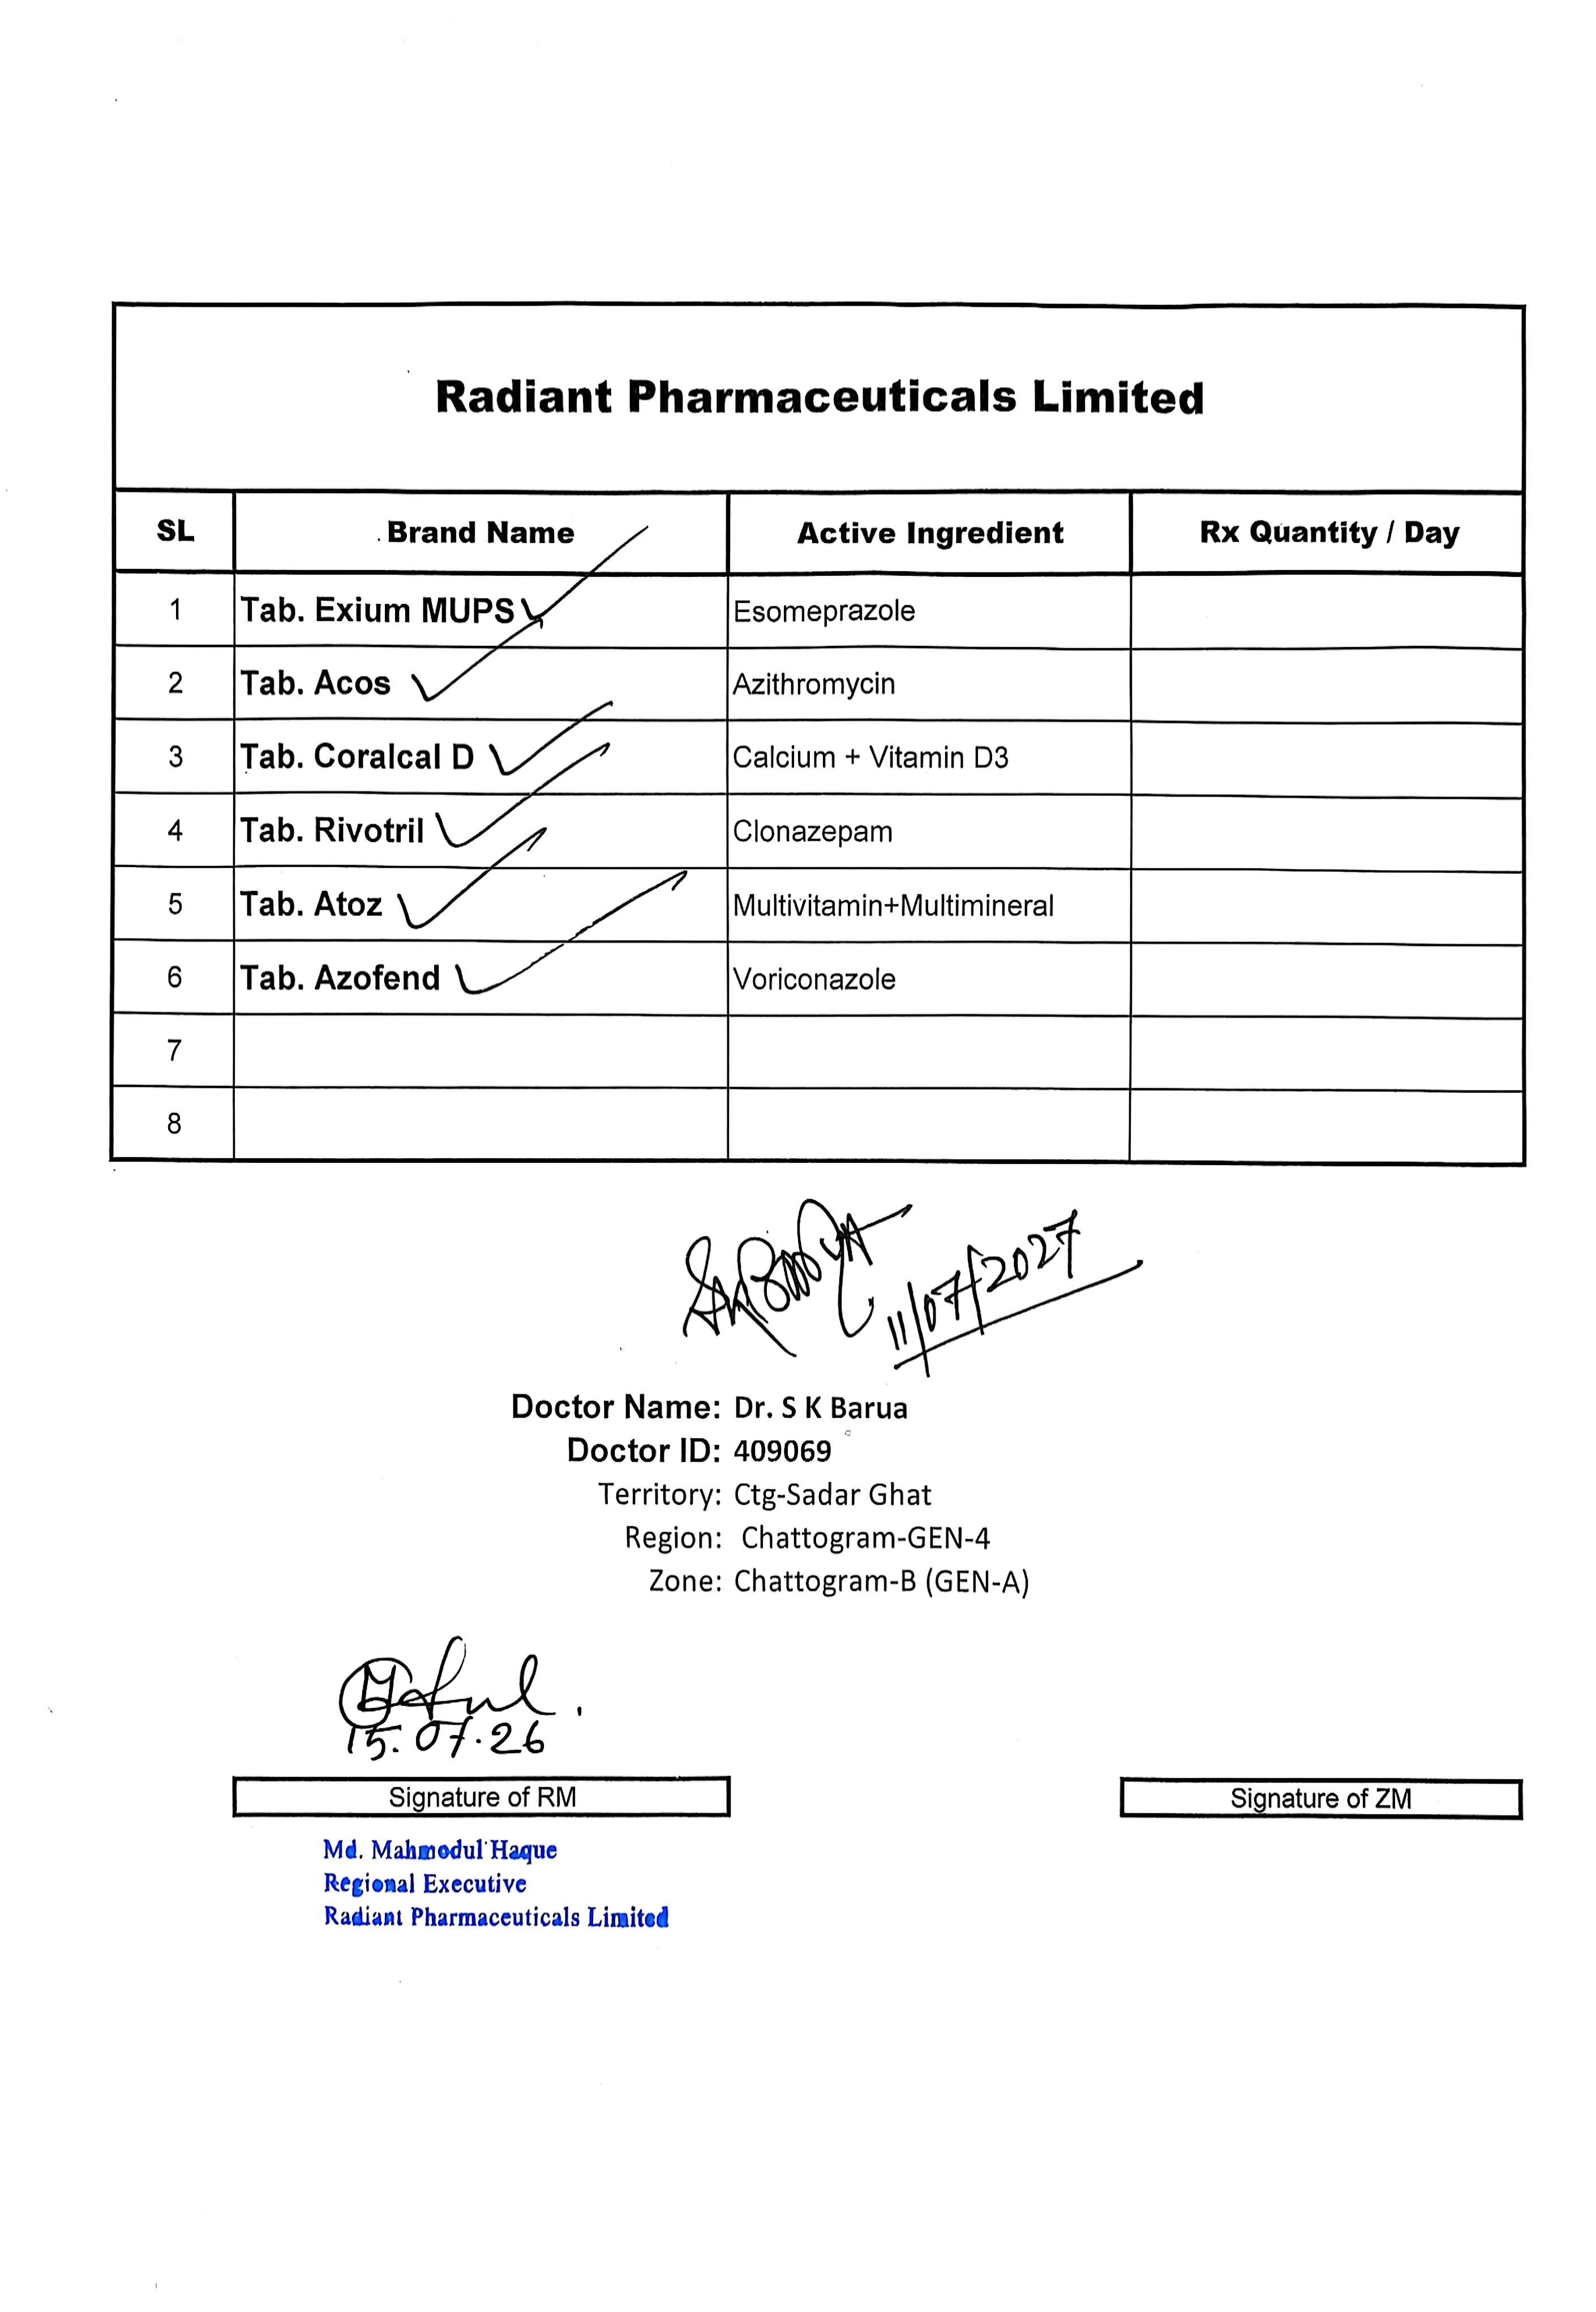 Radiant Pharmaceuticals Limited
SL Brand Name Active Ingredient Rx Quantity / Day
1 Tab. Exium MUPS Esomeprazole
2 Tab. Acos Azithromycin
3 Tab. Coralcal D Calcium + Vitamin D3
4 Tab. Rivotril Clonazepam
5 Tab. Atoz Multivitamin+Multimineral
6 Tab. Azofend Voriconazole
7
8
SKBarua 11/07/2027
Doctor Name: Dr. S K Barua
Doctor ID: 409069
Territory: Ctg-Sadar Ghat
Region: Chattogram-GEN-4
Zone: Chattogram-B (GEN-A)
15.07.26
Signature of RM Signature of ZM
Md. Mahmodul Haque
Regional Executive
Radiant Pharmaceuticals Limited